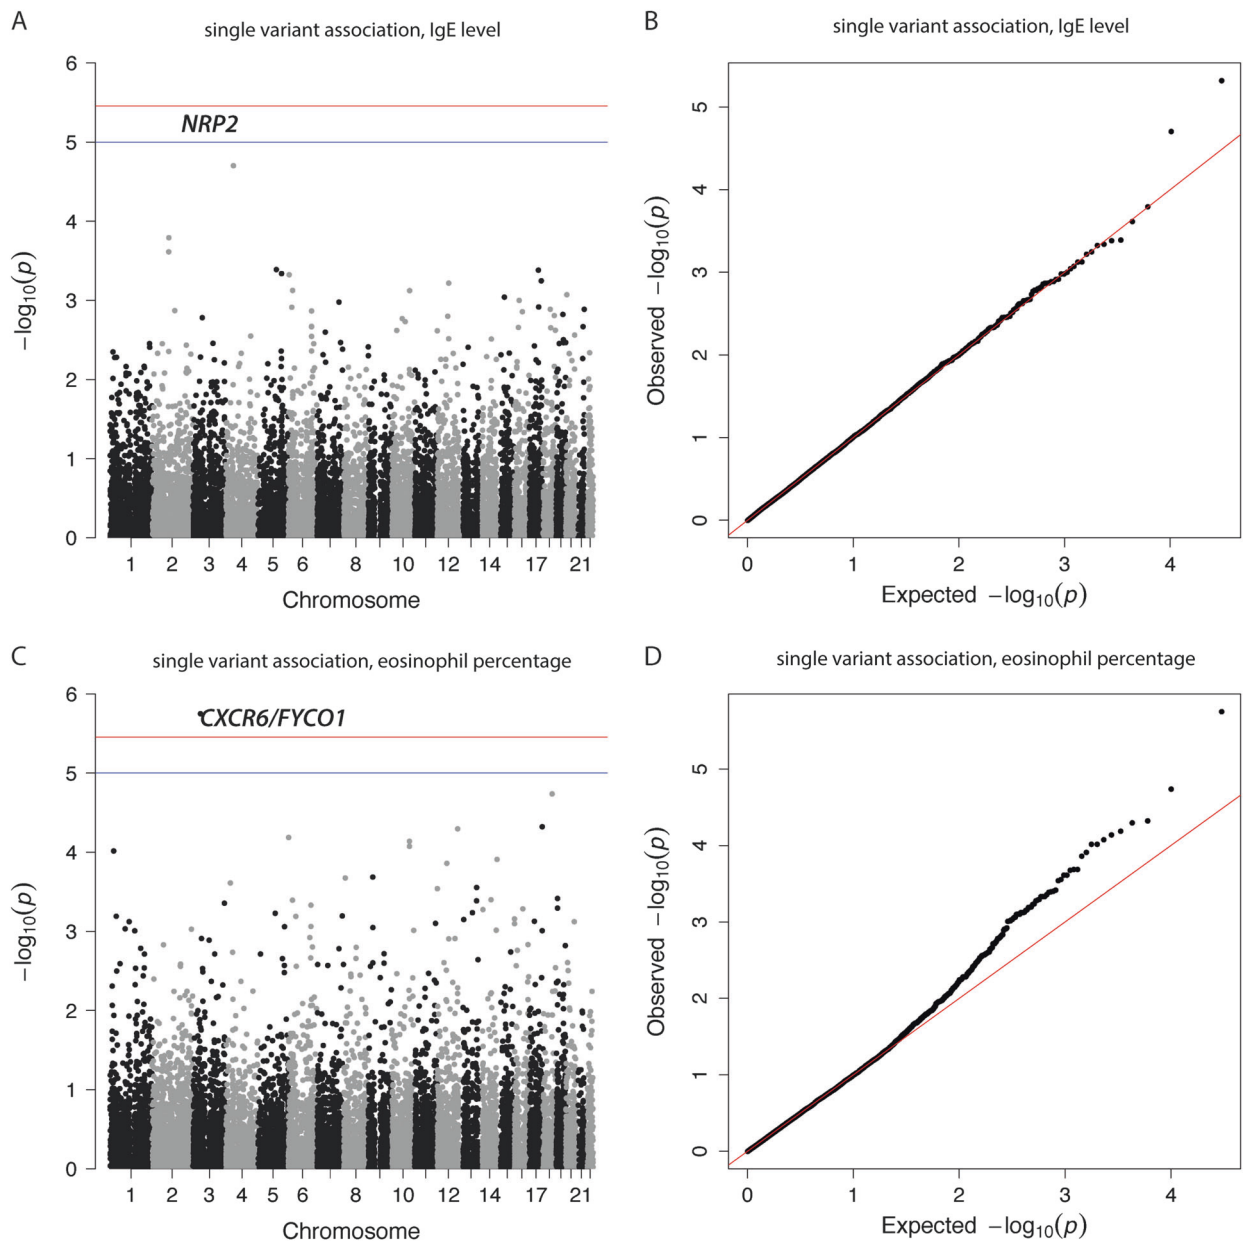 A
single variant association, IgE level
6
5
4
3
2
1
0
−log10(p)
NRP2
1 2 3 4 5 6 8 10 12 14 17 21
Chromosome
B
single variant association, IgE level
5
4
3
2
1
0
Observed −log10(p)
0 1 2 3 4
Expected −log10(p)
C
single variant association, eosinophil percentage
6
5
4
3
2
1
0
−log10(p)
CXCR6/FYCO1
1 2 3 4 5 6 8 10 12 14 17 21
Chromosome
D
single variant association, eosinophil percentage
5
4
3
2
1
0
Observed −log10(p)
0 1 2 3 4
Expected −log10(p)